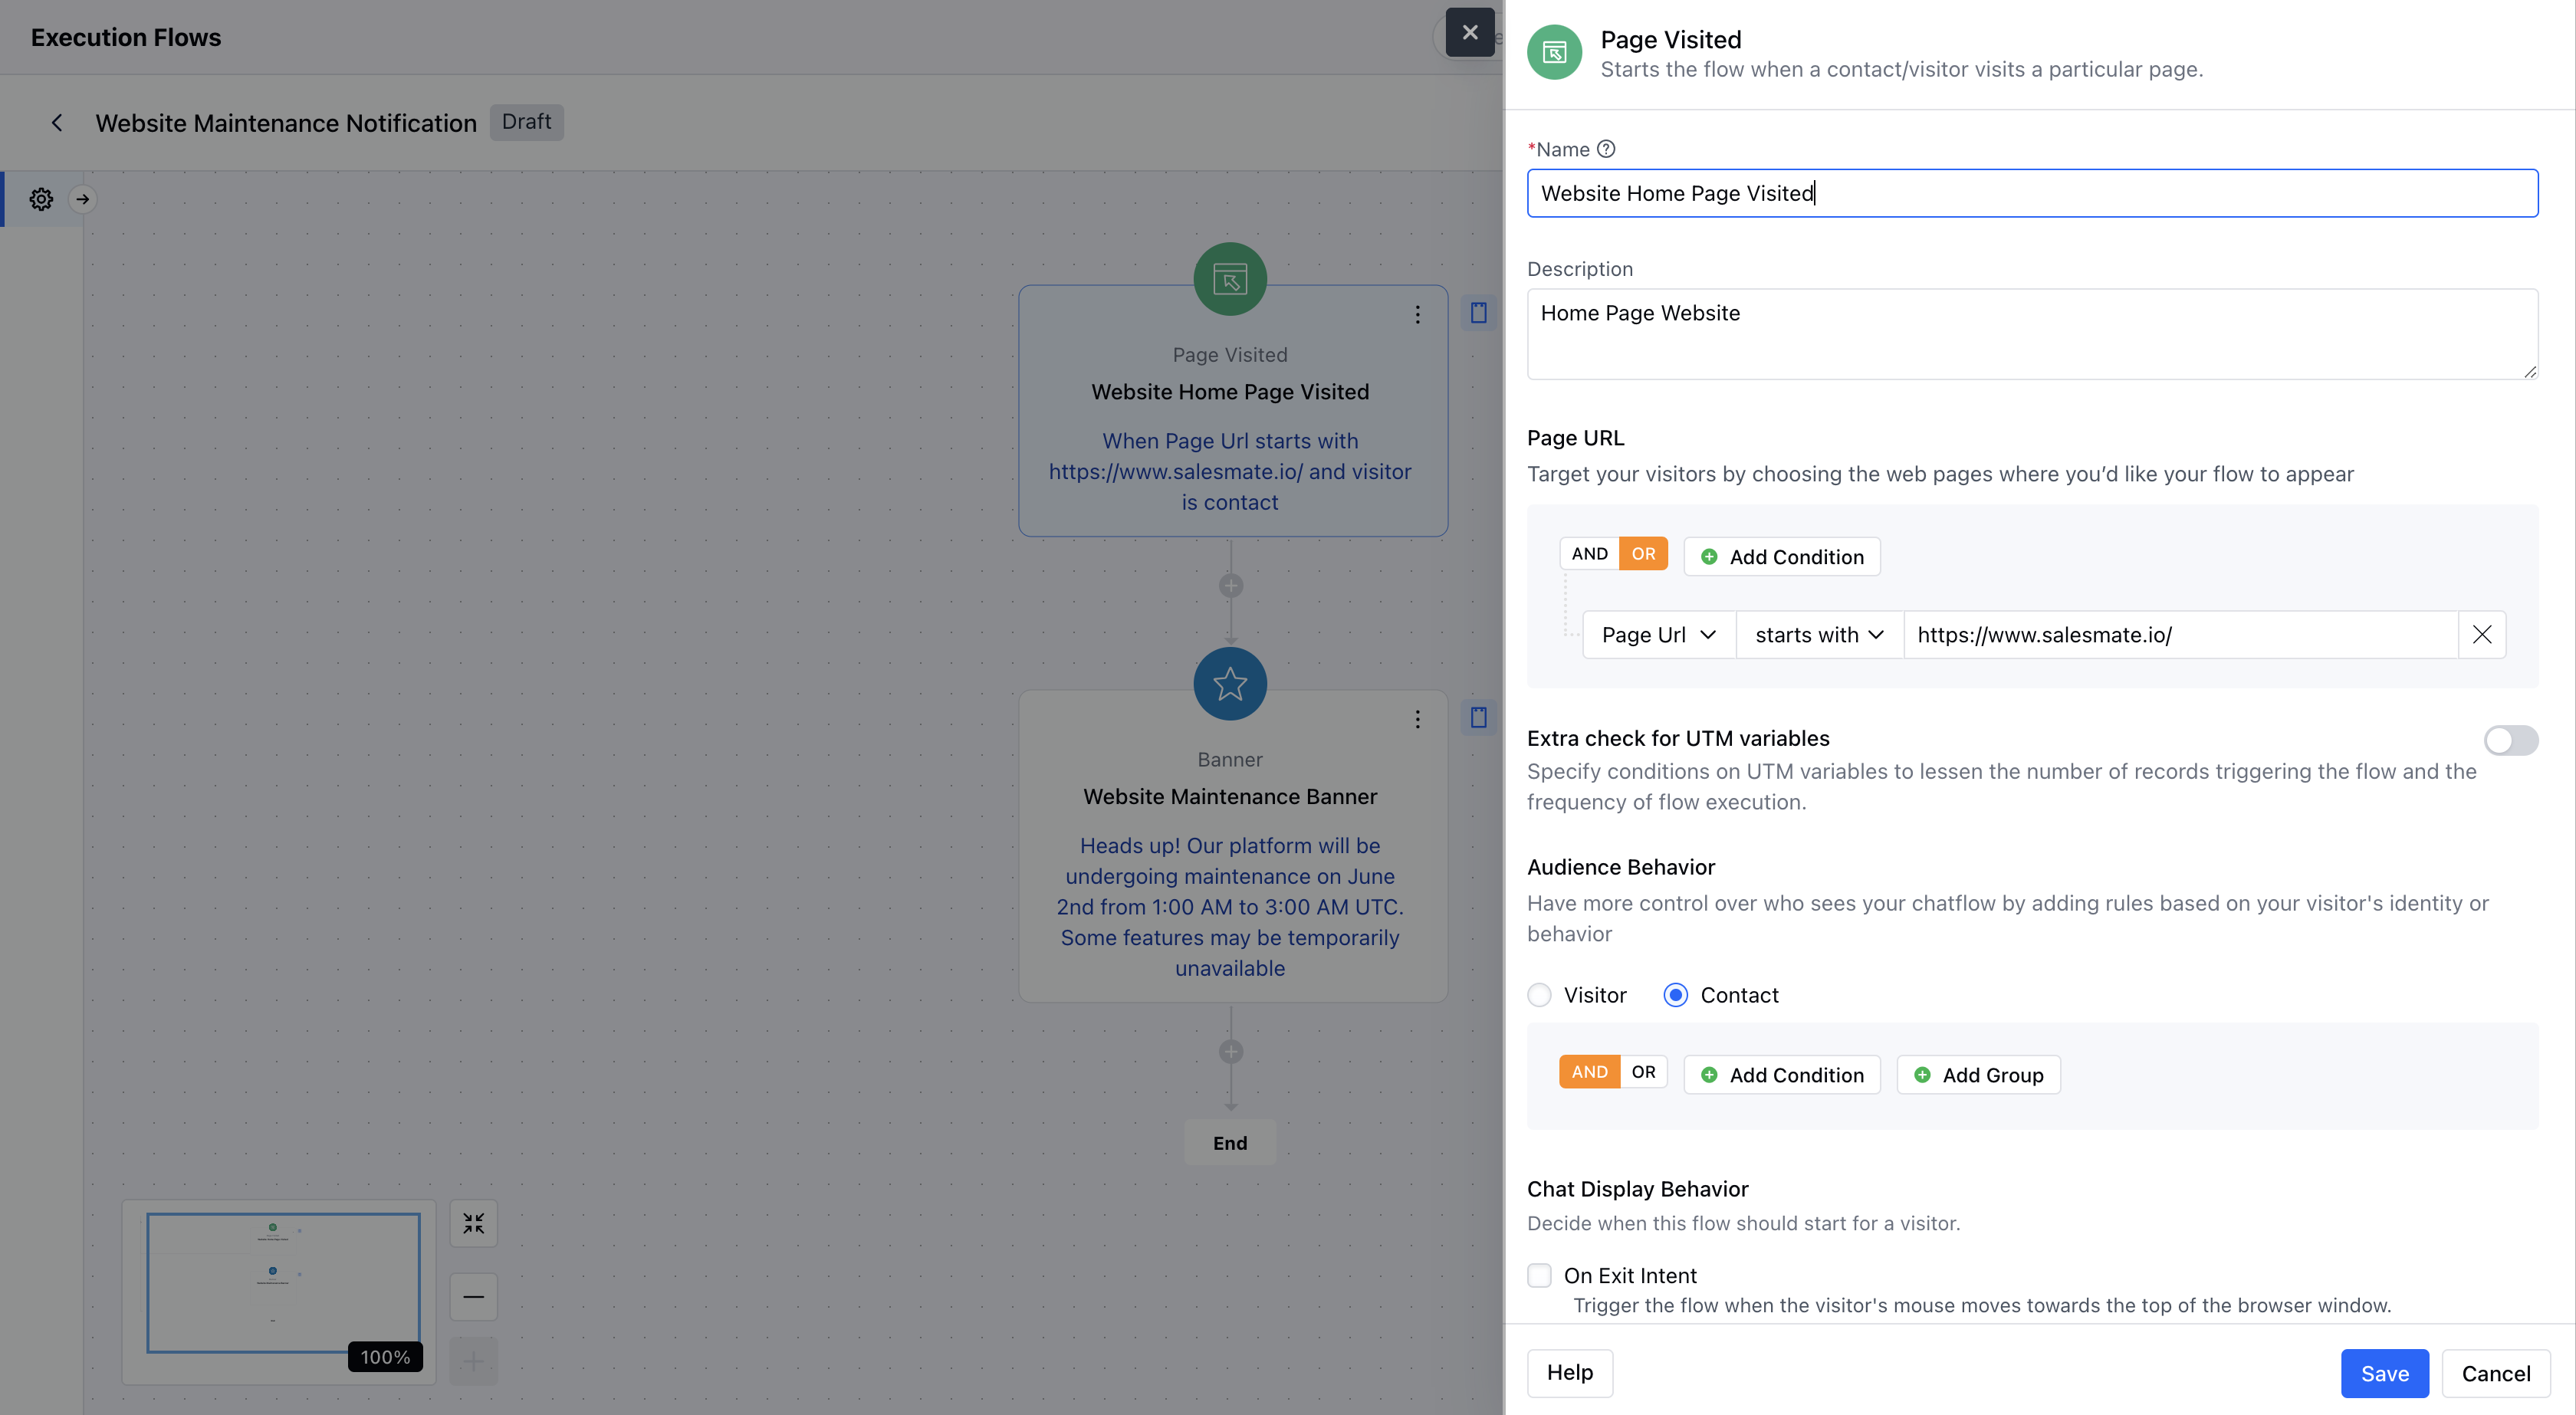 Execution Flows
Website Maintenance Notification
Draft
Page Visited
Website Home Page Visited
When Page Url starts with
https://www.salesmate.io/ and visitor
is contact
Banner
Website Maintenance Banner
Heads up! Our platform will be
undergoing maintenance on June
2nd from 1:00 AM to 3:00 AM UTC.
Some features may be temporarily
unavailable
End
100%
Page Visited
Starts the flow when a contact/visitor visits a particular page.
*Name
Website Home Page Visited
Description
Home Page Website
Page URL
Target your visitors by choosing the web pages where you’d like your flow to appear
AND OR Add Condition
Page Url starts with https://www.salesmate.io/
Extra check for UTM variables
Specify conditions on UTM variables to lessen the number of records triggering the flow and the
frequency of flow execution.
Audience Behavior
Have more control over who sees your chatflow by adding rules based on your visitor's identity or
behavior
Visitor Contact
AND OR Add Condition Add Group
Chat Display Behavior
Decide when this flow should start for a visitor.
On Exit Intent
Trigger the flow when the visitor's mouse moves towards the top of the browser window.
Help Save Cancel